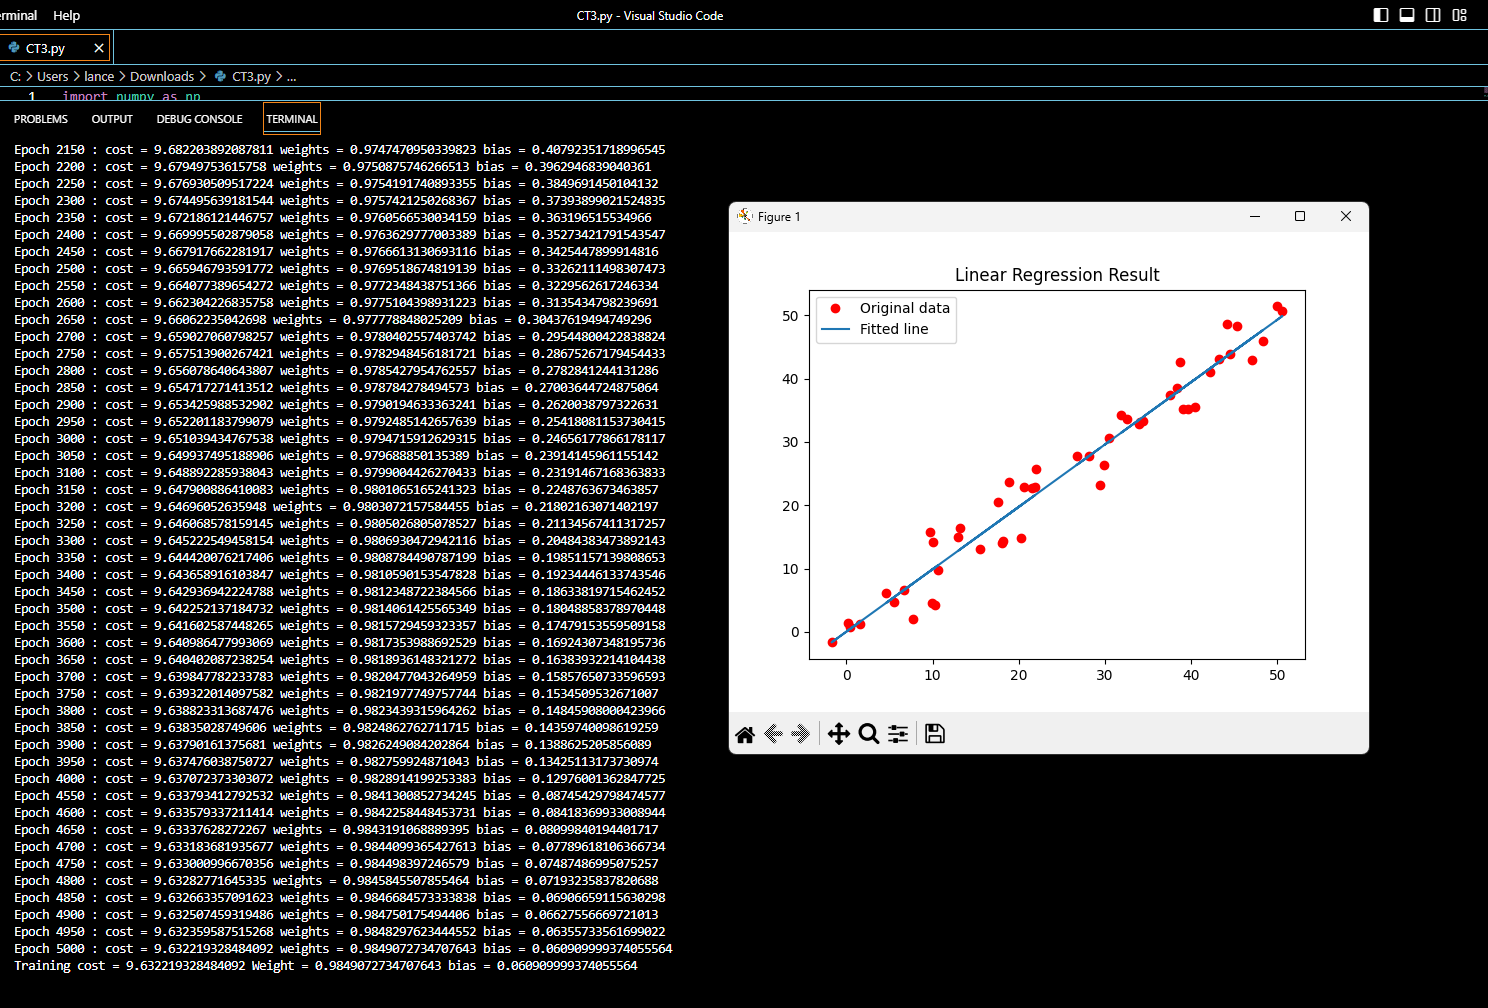 erminal Help CT3.py - Visual Studio Code
CT3.py
C: > Users > lance > Downloads > CT3.py > ...
1 import numpy as np
PROBLEMS OUTPUT DEBUG CONSOLE TERMINAL
Epoch 2150 : cost = 9.682203892087811 weights = 0.9747470950339823 bias = 0.40792351718996545
Epoch 2200 : cost = 9.67949753615758 weights = 0.9750875746266513 bias = 0.3962946839040361
Epoch 2250 : cost = 9.676930509517224 weights = 0.9754191740893355 bias = 0.3849691450104132
Epoch 2300 : cost = 9.674495639181544 weights = 0.9757421250268367 bias = 0.37393899021524835
Epoch 2350 : cost = 9.672186121446757 weights = 0.9760566530034159 bias = 0.363196515534966
Epoch 2400 : cost = 9.669995502879058 weights = 0.9763629777003389 bias = 0.35273421791543547
Epoch 2450 : cost = 9.667917662281917 weights = 0.9766613130693116 bias = 0.3425447899914816
Epoch 2500 : cost = 9.665946793591772 weights = 0.9769518674819139 bias = 0.33262111498307473
Epoch 2550 : cost = 9.664077389654272 weights = 0.9772348438751366 bias = 0.3229562617246334
Epoch 2600 : cost = 9.662304226835758 weights = 0.9775104398931223 bias = 0.3135434798239691
Epoch 2650 : cost = 9.66062235042698 weights = 0.977778848025209 bias = 0.30437619494749296
Epoch 2700 : cost = 9.659027060798257 weights = 0.9780402557403742 bias = 0.29544800422838824
Epoch 2750 : cost = 9.657513900267421 weights = 0.9782948456181721 bias = 0.28675267179454433
Epoch 2800 : cost = 9.656078640643807 weights = 0.9785427954762557 bias = 0.2782841244131286
Epoch 2850 : cost = 9.654717271413512 weights = 0.978784278494573 bias = 0.27003644724875064
Epoch 2900 : cost = 9.653425988532902 weights = 0.9790194633363241 bias = 0.2620038797322631
Epoch 2950 : cost = 9.652201183799079 weights = 0.9792485142657639 bias = 0.25418081153730415
Epoch 3000 : cost = 9.651039434767538 weights = 0.9794715912629315 bias = 0.24656177866178117
Epoch 3050 : cost = 9.649937495188906 weights = 0.979688850135389 bias = 0.23914145961155142
Epoch 3100 : cost = 9.648892285938043 weights = 0.9799004426270433 bias = 0.23191467168363833
Epoch 3150 : cost = 9.647900886410083 weights = 0.9801065165241323 bias = 0.2248763673463857
Epoch 3200 : cost = 9.64696052635948 weights = 0.9803072157584455 bias = 0.21802163071402197
Epoch 3250 : cost = 9.646068578159145 weights = 0.9805026805078527 bias = 0.21134567411317257
Epoch 3300 : cost = 9.645222549458154 weights = 0.9806930472942116 bias = 0.20484383473892143
Epoch 3350 : cost = 9.644420076217406 weights = 0.9808784490787199 bias = 0.19851157139808653
Epoch 3400 : cost = 9.643658916103847 weights = 0.9810590153547828 bias = 0.19234446133743546
Epoch 3450 : cost = 9.642936942224788 weights = 0.9812348722384566 bias = 0.18633819715462452
Epoch 3500 : cost = 9.642252137184732 weights = 0.9814061425565349 bias = 0.18048858378970448
Epoch 3550 : cost = 9.641602587448265 weights = 0.9815729459323357 bias = 0.17479153559509158
Epoch 3600 : cost = 9.640986477993069 weights = 0.9817353988692529 bias = 0.16924307348195736
Epoch 3650 : cost = 9.640402087238254 weights = 0.9818936148321272 bias = 0.16383932214104438
Epoch 3700 : cost = 9.639847782233783 weights = 0.9820477043264959 bias = 0.15857650733596593
Epoch 3750 : cost = 9.639322014097582 weights = 0.9821977749757744 bias = 0.1534509532671007
Epoch 3800 : cost = 9.638823313687476 weights = 0.9823439315964262 bias = 0.14845908000423966
Epoch 3850 : cost = 9.63835028749606 weights = 0.9824862762711715 bias = 0.14359740098619259
Epoch 3900 : cost = 9.63790161375681 weights = 0.9826249084202864 bias = 0.1388625205856089
Epoch 3950 : cost = 9.637476038750727 weights = 0.982759924871043 bias = 0.13425113173730974
Epoch 4000 : cost = 9.637072373303072 weights = 0.9828914199253383 bias = 0.12976001362847725
Epoch 4550 : cost = 9.633793412792532 weights = 0.9841300852734245 bias = 0.08745429798474577
Epoch 4600 : cost = 9.633579337211414 weights = 0.9842258448453731 bias = 0.08418369933008944
Epoch 4650 : cost = 9.63337628272267 weights = 0.9843191068889395 bias = 0.08099840194401717
Epoch 4700 : cost = 9.633183681935677 weights = 0.9844099365427613 bias = 0.07789618106366734
Epoch 4750 : cost = 9.633000996670356 weights = 0.984498397246579 bias = 0.07487486995075257
Epoch 4800 : cost = 9.63282771645335 weights = 0.9845845507855464 bias = 0.07193235837820688
Epoch 4850 : cost = 9.632663357091623 weights = 0.9846684573333838 bias = 0.06906659115630298
Epoch 4900 : cost = 9.632507459319486 weights = 0.984750175494406 bias = 0.06627556669721013
Epoch 4950 : cost = 9.632359587515268 weights = 0.9848297623444552 bias = 0.06355733561699022
Epoch 5000 : cost = 9.632219328484092 weights = 0.9849072734707643 bias = 0.060909999374055564
Training cost = 9.632219328484092 Weight = 0.9849072734707643 bias = 0.060909999374055564
Figure 1
Linear Regression Result
Original data
Fitted line
50
40
30
20
10
0
0 10 20 30 40 50